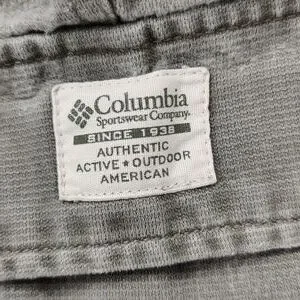 Columbia
Sportswear Company.
SINCE 1938
AUTHENTIC
ACTIVE ★ OUTDOOR
AMERICAN